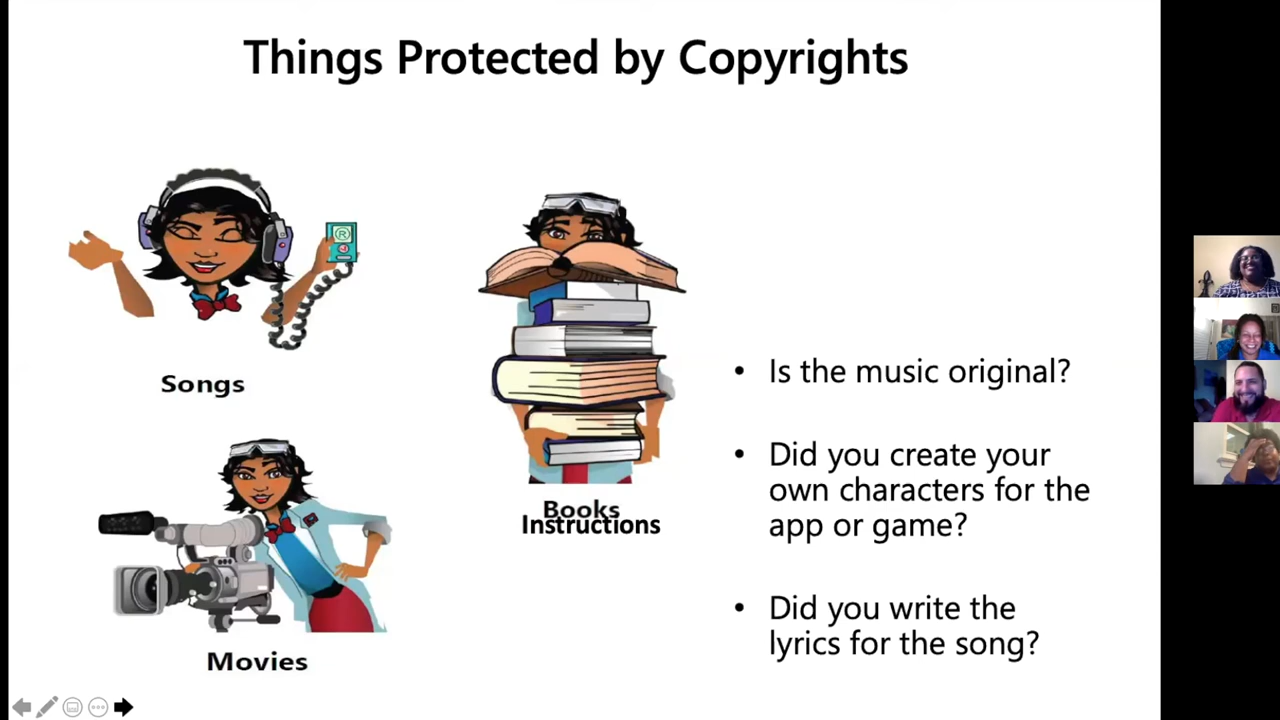 Things Protected by Copyrights
Songs
Books
Instructions
Movies
• Is the music original?
• Did you create your
own characters for the
app or game?
• Did you write the
lyrics for the song?